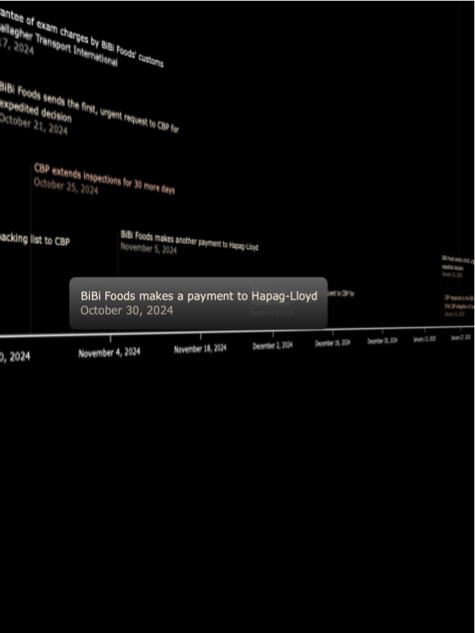 antee of exam charges by BiBi Foods' customs
allagher Transport International
17, 2024
BiBi Foods sends the first, urgent request to CBP for
expedited decision
October 21, 2024
CBP extends inspections for 30 more days
October 25, 2024
acking list to CBP
BiBi Foods makes another payment to Hapag-Lloyd
November 5, 2024
BiBi Foods makes a payment to Hapag-Lloyd
October 30, 2024
to CBP for
0, 2024
November 4, 2024
November 18, 2024
December 2, 2024
December 16, 2024
December 30, 2024
January 13, 2025
January 27, 2025